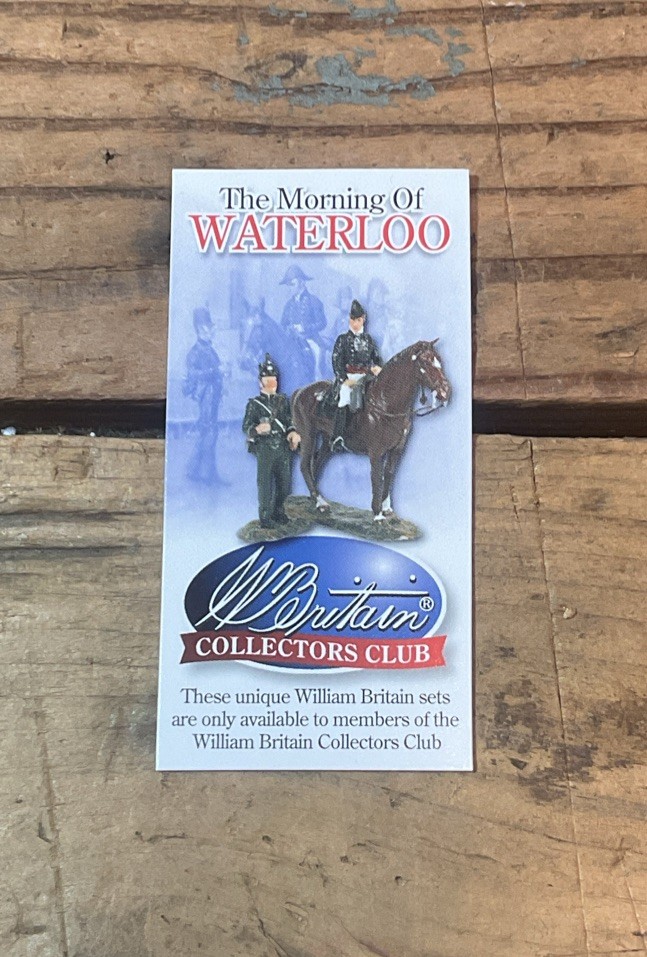 The Morning Of
WATERLOO
W Britain®
COLLECTORS CLUB
These unique William Britain sets
are only available to members of the
William Britain Collectors Club